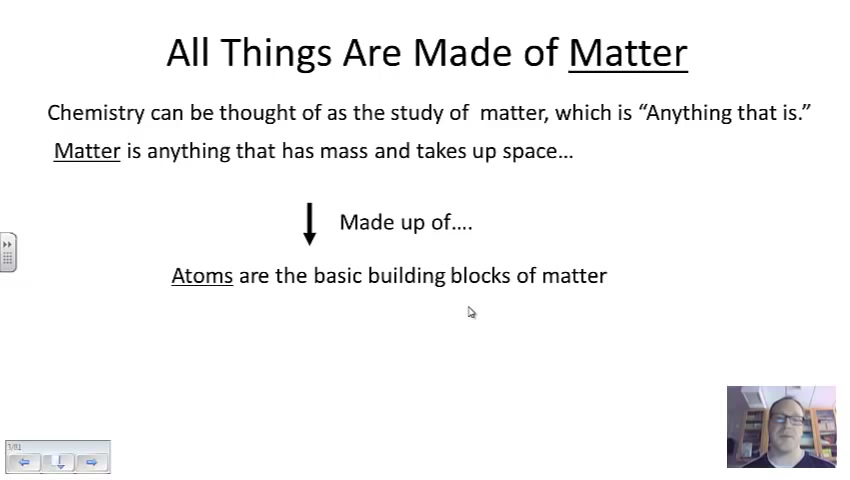 All Things Are Made of Matter
Chemistry can be thought of as the study of  matter, which is “Anything that is.”
Matter is anything that has mass and takes up space…
Made up of….
Atoms are the basic building blocks of matter